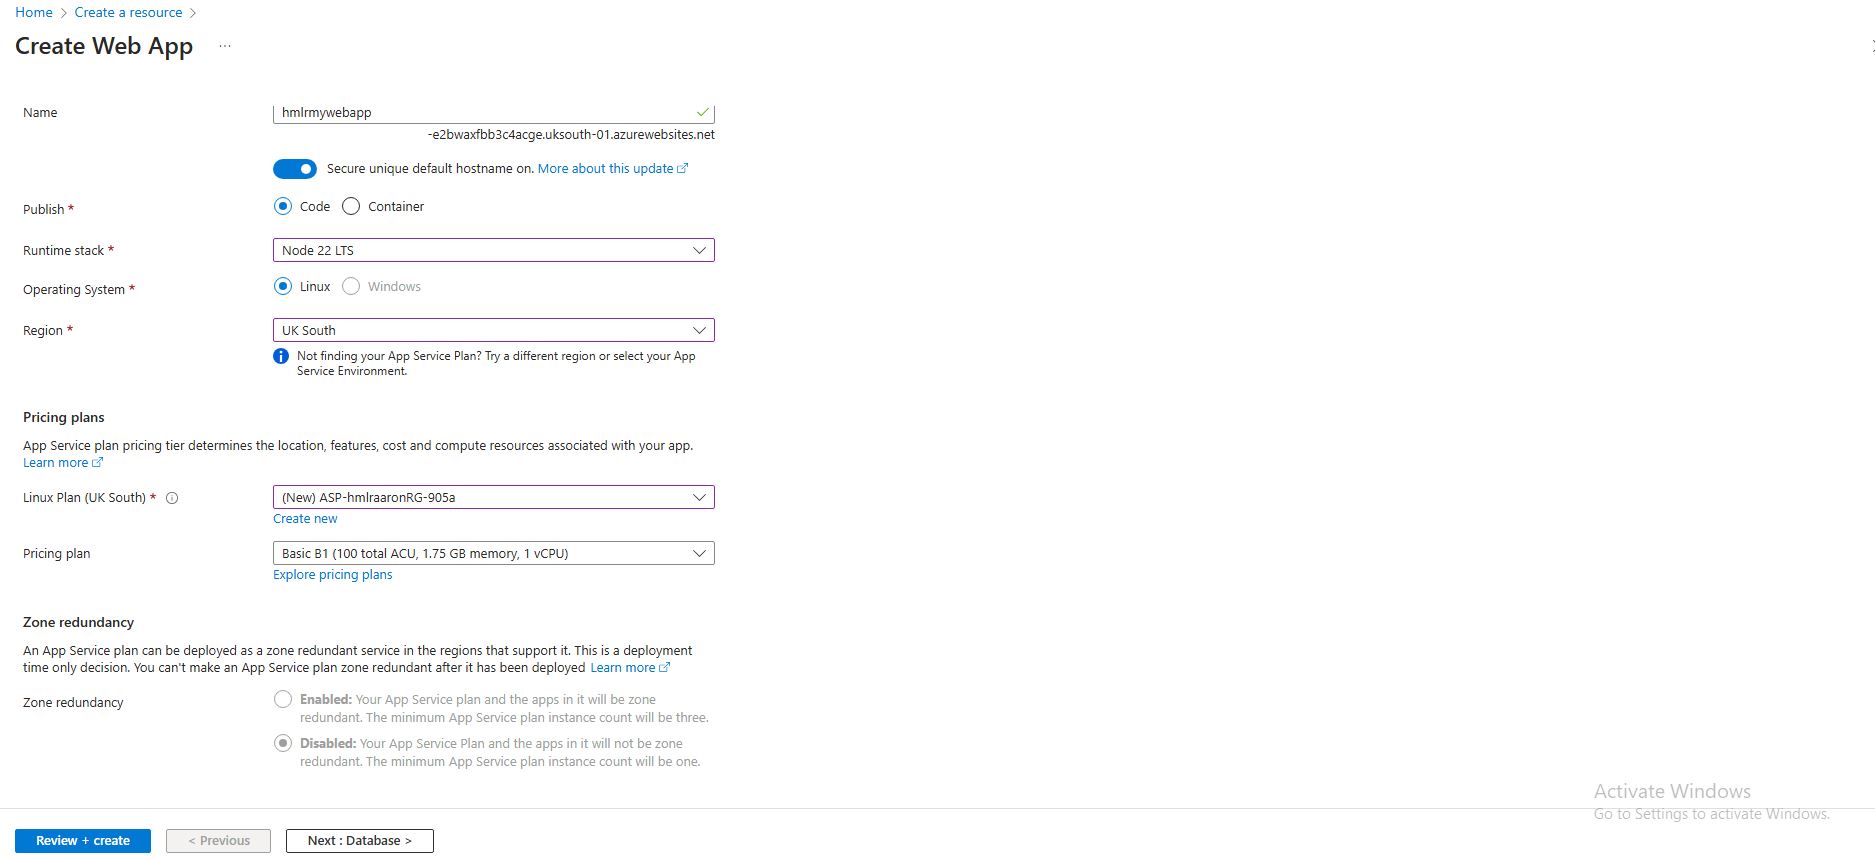 Home > Create a resource >
Create Web App ...
Name
hmlrmywebapp
-e2bwaxfbb3c4acge.uksouth-01.azurewebsites.net
Secure unique default hostname on. More about this update
Publish *
Code Container
Runtime stack *
Node 22 LTS
Operating System *
Linux Windows
Region *
UK South
Not finding your App Service Plan? Try a different region or select your App
Service Environment.
Pricing plans
App Service plan pricing tier determines the location, features, cost and compute resources associated with your app.
Learn more
Linux Plan (UK South) *
(New) ASP-hmlraaronRG-905a
Create new
Pricing plan
Basic B1 (100 total ACU, 1.75 GB memory, 1 vCPU)
Explore pricing plans
Zone redundancy
An App Service plan can be deployed as a zone redundant service in the regions that support it. This is a deployment
time only decision. You can't make an App Service plan zone redundant after it has been deployed Learn more
Zone redundancy
Enabled: Your App Service plan and the apps in it will be zone
redundant. The minimum App Service plan instance count will be three.
Disabled: Your App Service Plan and the apps in it will not be zone
redundant. The minimum App Service plan instance count will be one.
Activate Windows
Go to Settings to activate Windows.
Review + create
< Previous
Next : Database >